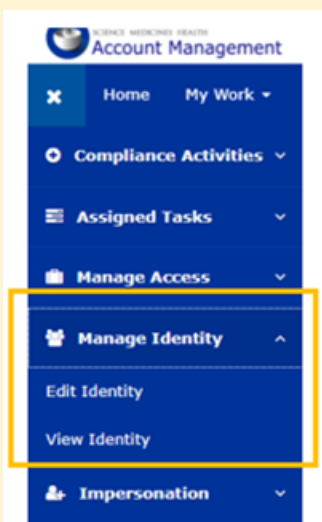 SCIENCE MEDICINES HEALTH
Account Management
Home My Work
Compliance Activities
Assigned Tasks
Manage Access
Manage Identity
Edit Identity
View Identity
Impersonation